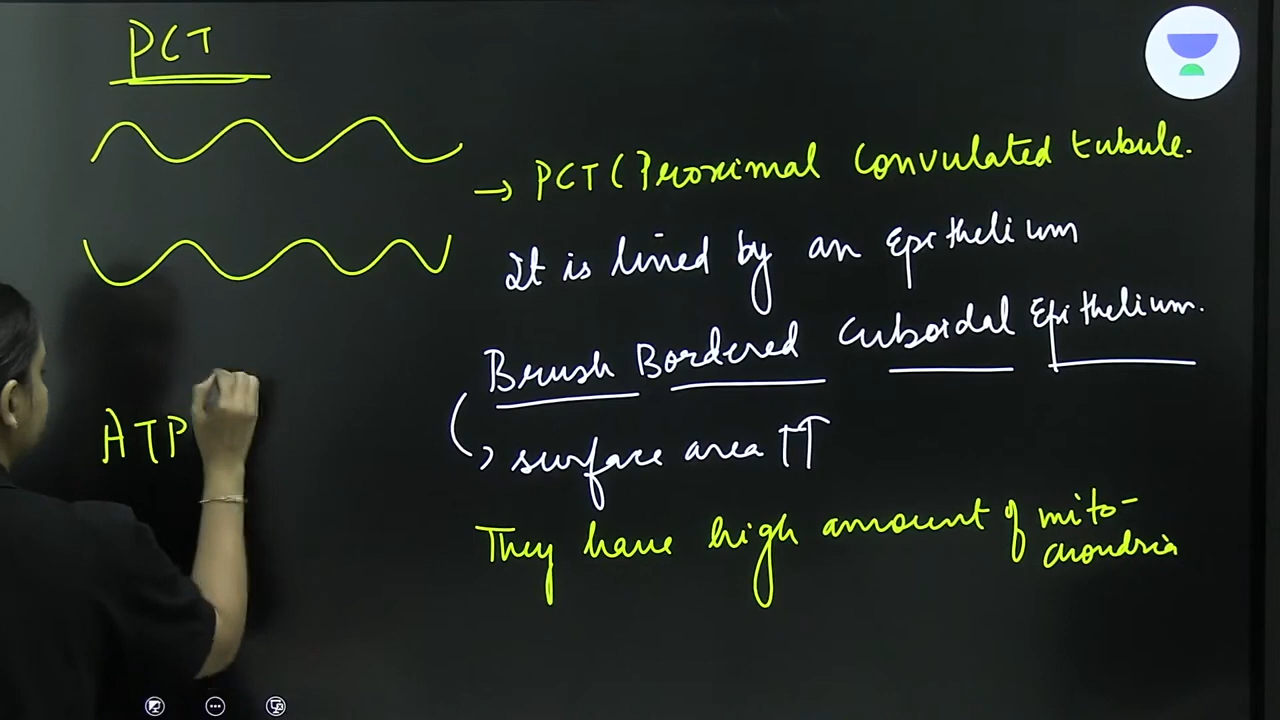 PCT
→ PCT (Proximal Convulated tubule.
It is lined by an Epithelium
Brush Bordered Cuboidal Epithelium.
surface area ↑↑
They have high amount of mito-
chondria
ATP